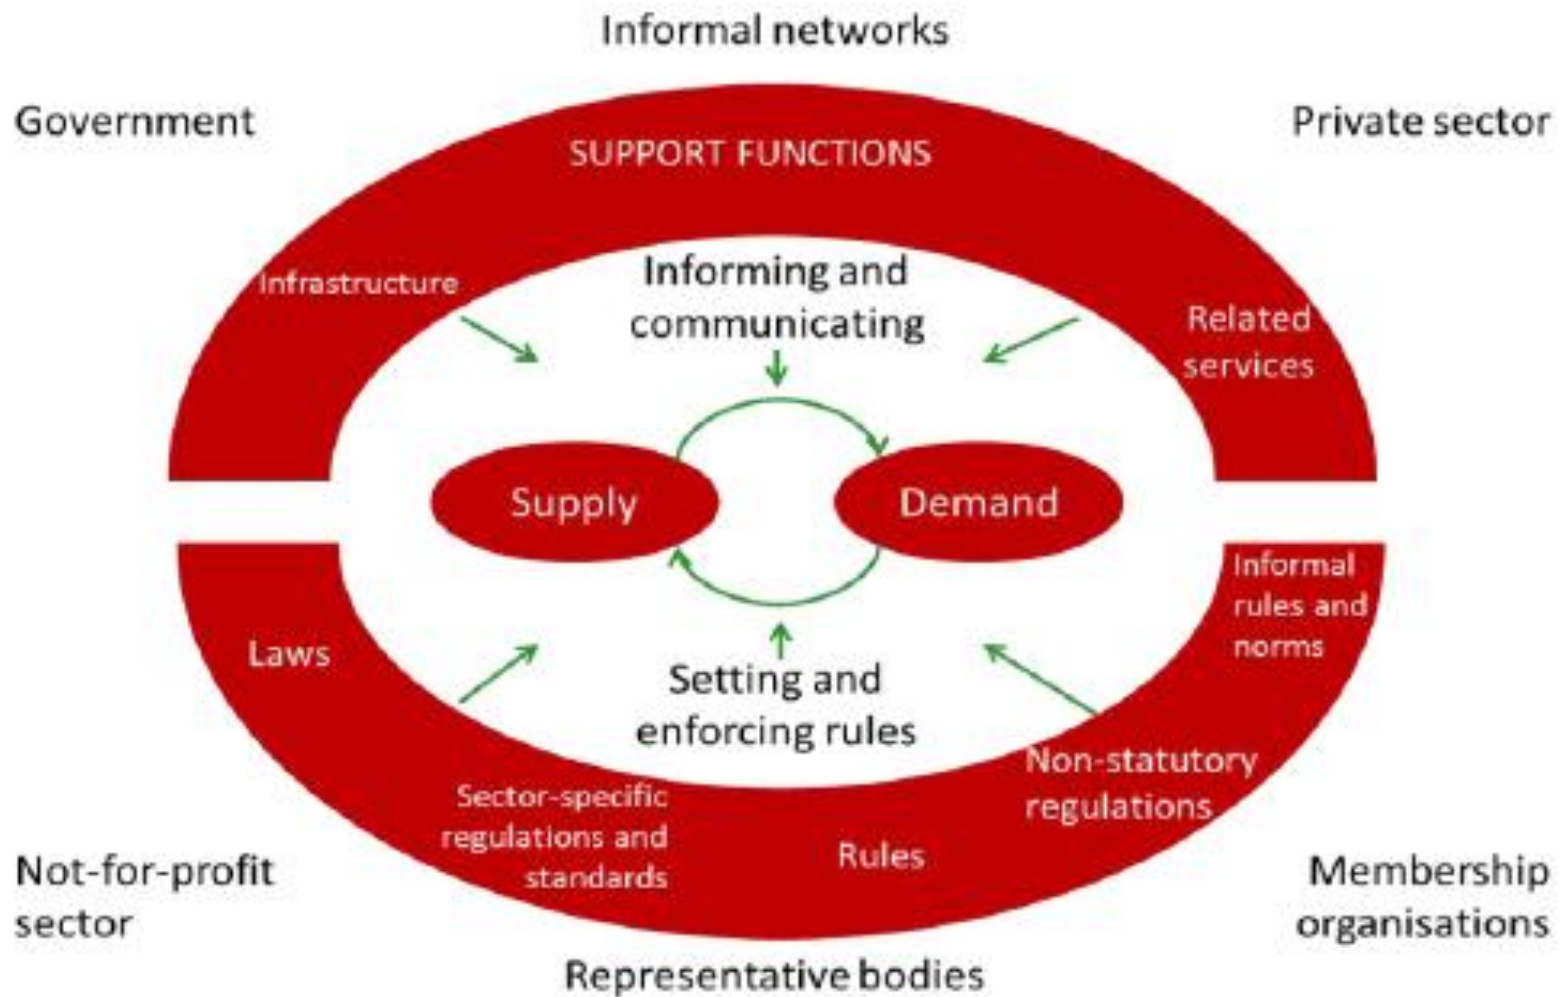 Informal networks
Government
Private sector
SUPPORT FUNCTIONS
Infrastructure
Informing and
communicating
Related
services
Supply
Demand
Informal
rules and
norms
Laws
Setting and
enforcing rules
Non-statutory
regulations
Sector-specific
regulations and
standards
Rules
Not-for-profit
sector
Membership
organisations
Representative bodies